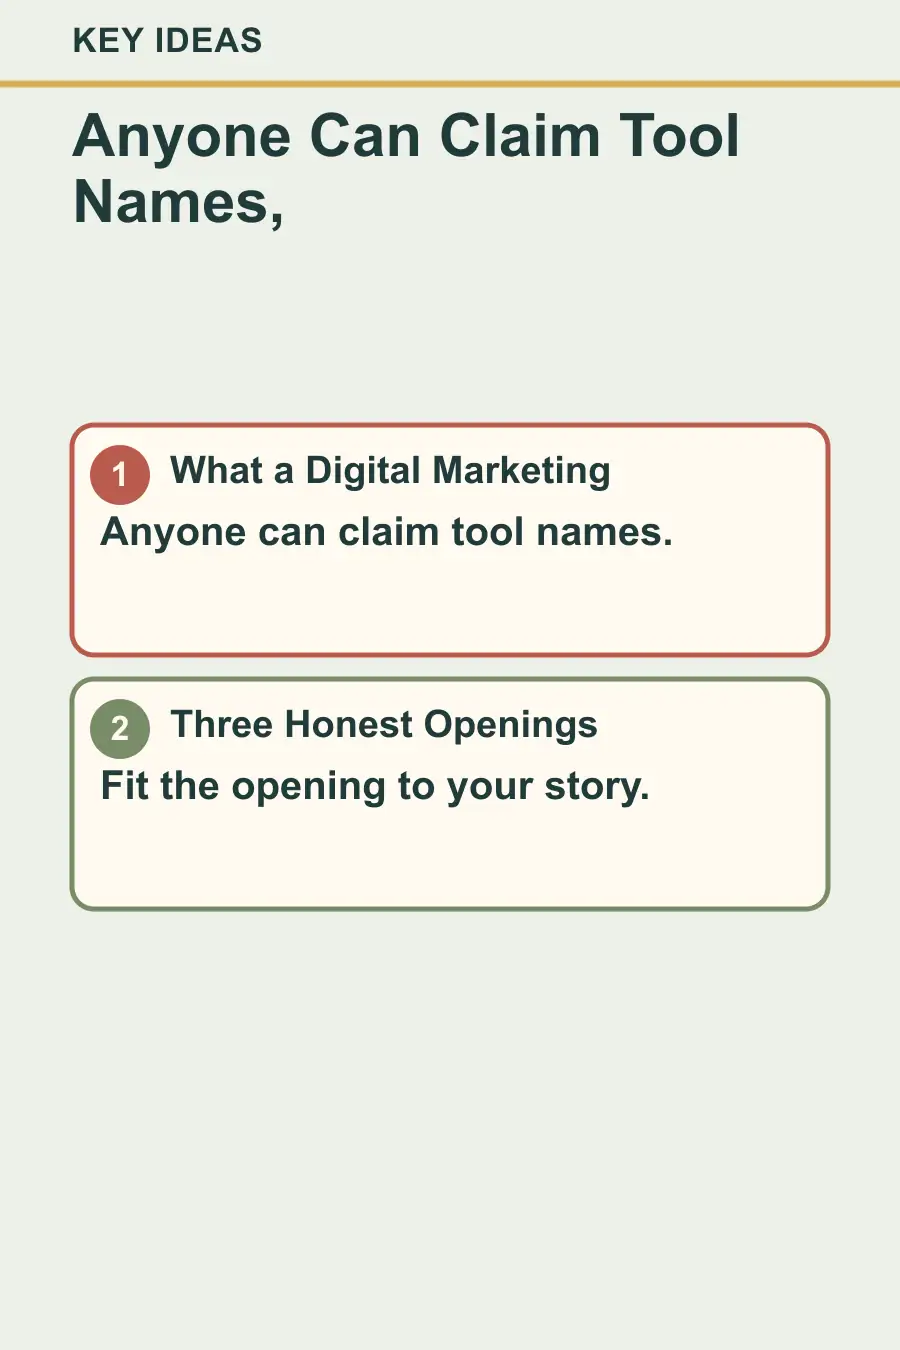 KEY IDEAS
Anyone Can Claim Tool
Names,
1 What a Digital Marketing
Anyone can claim tool names.
2 Three Honest Openings
Fit the opening to your story.